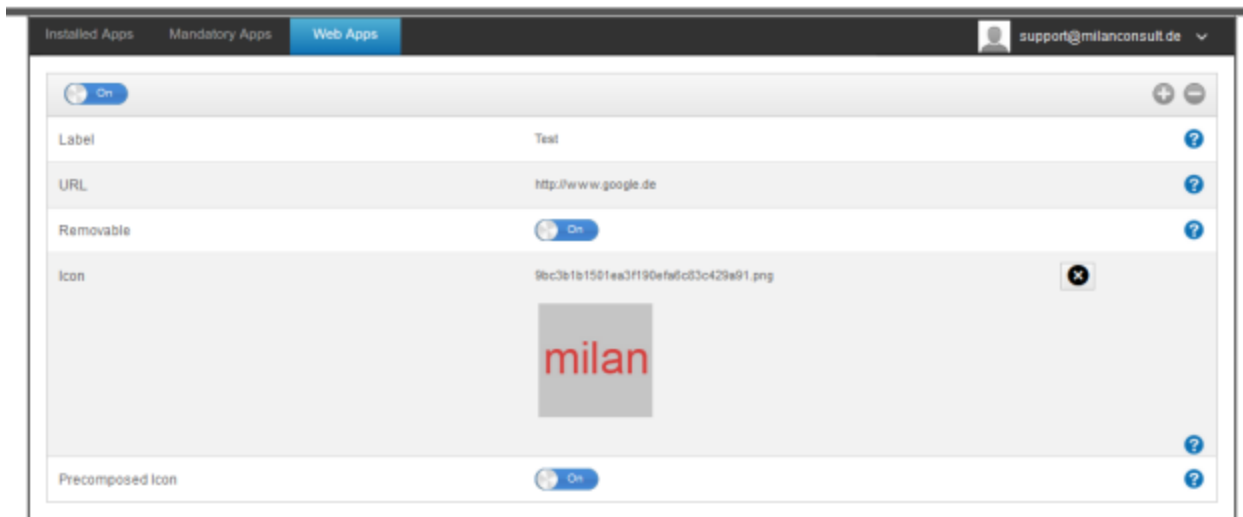 Installed Apps Mandatory Apps Web Apps support@milanconsult.de
On
Label Test
URL http://www.google.de
Removable On
Icon 9bc3b1b1501ea3f190efa6c83c429a91.png
milan
Precomposed Icon On